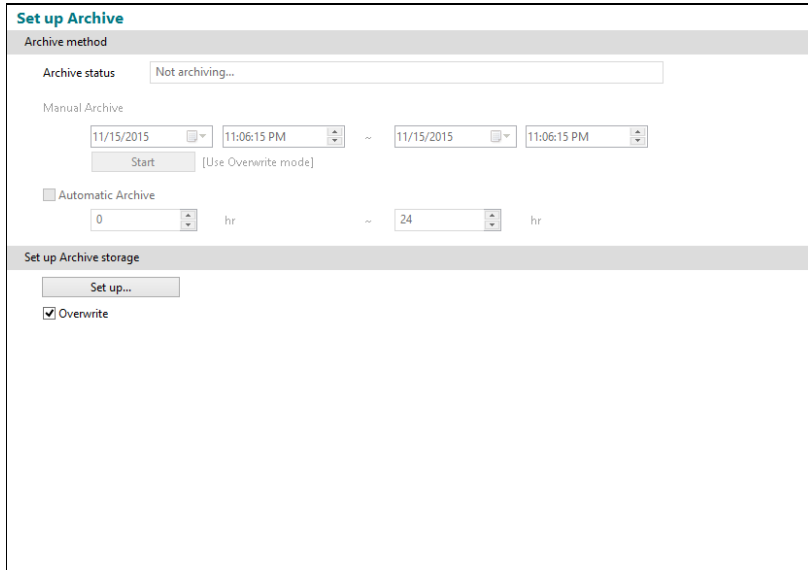 Set up Archive
Archive method
Archive status Not archiving...
Manual Archive
11/15/2015 11:06:15 PM ~ 11/15/2015 11:06:15 PM
Start [Use Overwrite mode]
Automatic Archive
0 hr ~ 24 hr
Set up Archive storage
Set up...
Overwrite